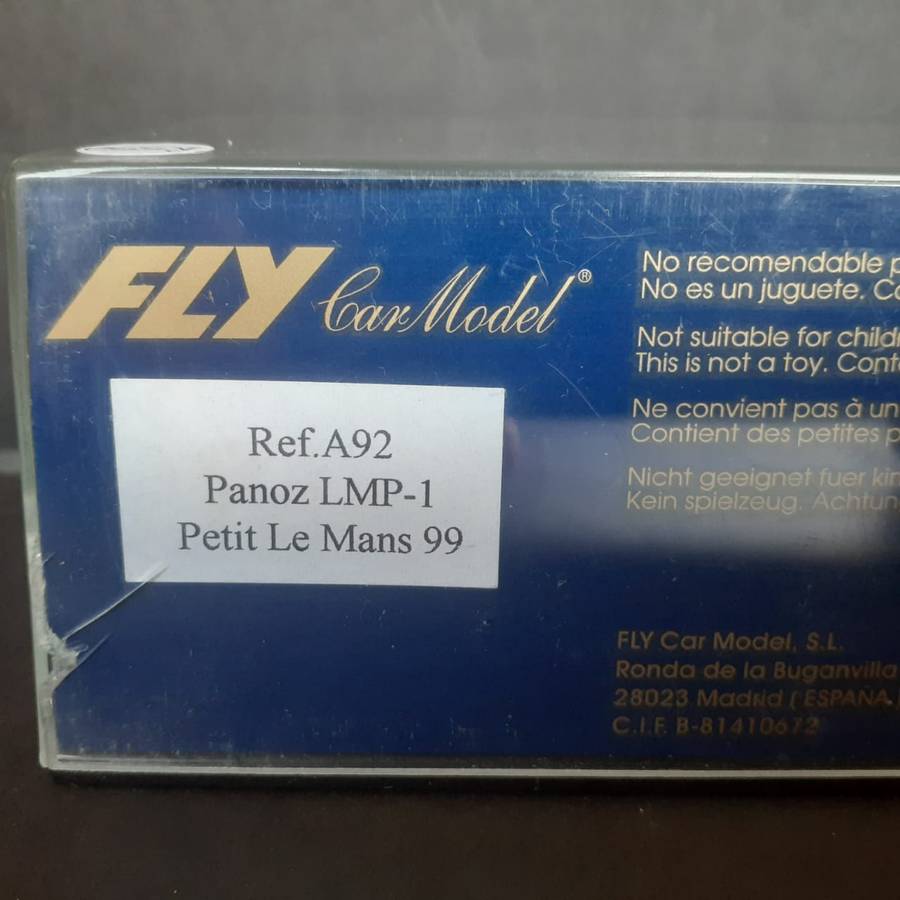 FLY Car Model®
Ref.A92
Panoz LMP-1
Petit Le Mans 99
No recomendable
No es un juguete.
Not suitable for
This is not a toy.
Ne convient pas à
Contient des petites
Nicht geeignet fuer
Kein spielzeug.
FLY Car Model, S.L.
Ronda de la Buganvilla
28023 Madrid (ESPAÑA
C.I.F. B-81410672